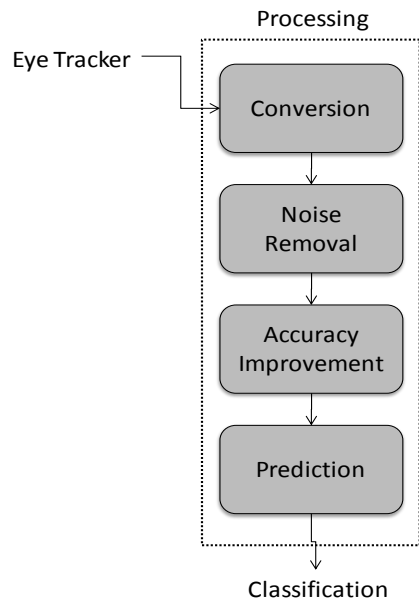 Processing
Eye Tracker
Conversion
Noise
Removal
Accuracy
Improvement
Prediction
Classification